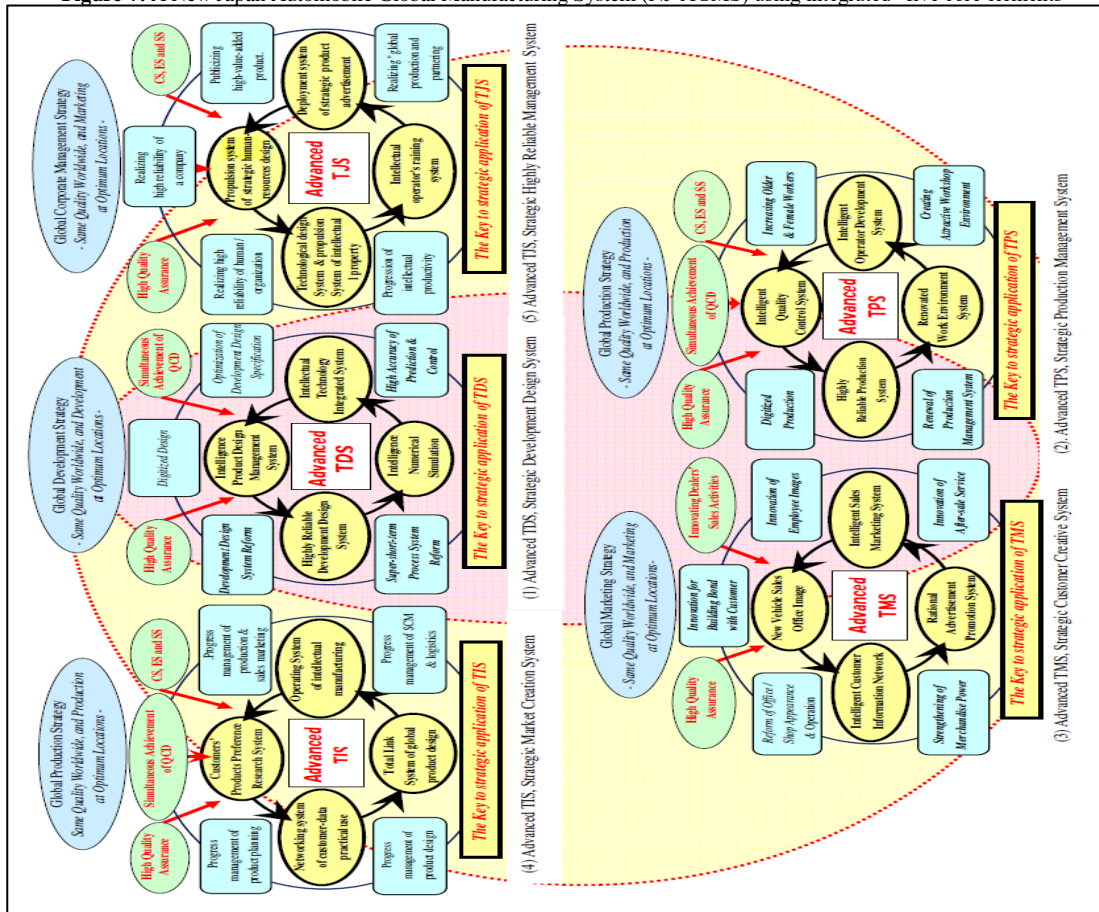 Global Production Strategy
Same Quality Worldwide, and Production
at Optimum Locations -
High Quality
Assurance
Simultaneous Achievement
of QCD
CS, ES and SS
Progress
management of
product planning
Progress
management of
production &
sales marketing
Customers'
Products Preference
Research System
Networking system
of customer-data
practical use
Advanced
TIS
Operating System
of intellectual
manufacturing
Total Link
System of global
product design
Progress
management of
product design
Progress
management of SCM
& logistics
The Key to strategic application of TIS
(4) Advanced TIS, Strategic Market Creation System
Global Development Strategy
- Same Quality Worldwide, and Development
at Optimum Locations -
High Quality
Assurance
Digitized Design
Simultaneous
Achievement of
QCD
Development Design
System Reform
Optimization of
Development Design
Specification
Intelligence
Product Design
Management
System
Highly Reliable
Development Design
System
Advanced
TDS
Intellectual
Technology
Integrated System
Intelligence
Numerical
Simulation
Super-short-term
Process System
Reform
High Accuracy of
Prediction &
Control
The Key to strategic application of TDS
(1) Advanced TDS, Strategic Development Design System
Global Corporate Management Strategy
- Same Quality Worldwide, and Marketing
at Optimum Locations -
High Quality
Assurance
Realizing
high reliability of
a company
CS, ES and SS
Realizing high
reliability of human/
organization
Publicizing
high-value-added
product.
Propulsion system
of strategic human-
resources design
Technological design
System & propulsion
System of intellectual
l property
Advanced
TJS
Deployment system
of strategic product
advertisement
Intellectual
operator's raining
system
Progression of
intellectual
productivity
Realizing' global
production and
partnering
The Key to strategic application of TJS
(5) Advanced TJS, Strategic Highly Reliable Management System
Global Marketing Strategy
- Same Quality Worldwide, and Marketing
at Optimum Locations-
High Quality
Assurance
Innovation for
Building Bond
with Customer
Innovating Dealers'
Sales Activities
Reform of Office /
Shop Appearance
& Operation
Innovation of
Employer Images
New Vehicle Sales
Office Image
Intelligent Customer
Information Network
Advanced
TMS
Intelligent Sales
Marketing System
Rational
Advertisement
Promotion System
Strengthening of
Merchandise Power
Innovation of
After-sale Service
The Key to strategic application of TMS
(3) Advanced TMS, Strategic Customer Creative System
Global Production Strategy
- Same Quality Worldwide, and Production
at Optimum Locations -
High Quality
Assurance
Simultaneous Achievement
of QCD
CS, ES and SS
Digitized
Production
Increasing Older
& Female Workers
Intelligent
Quality
Control System
Highly
Reliable Production
System
Advanced
TPS
Intelligent
Operator Development
System
Renovated
Work Environment
System
Renewal of
Production
Management System
Creating
Attractive Workshop
Environment
The Key to strategic application of TPS
(2). Advanced TPS, Strategic Production Management System